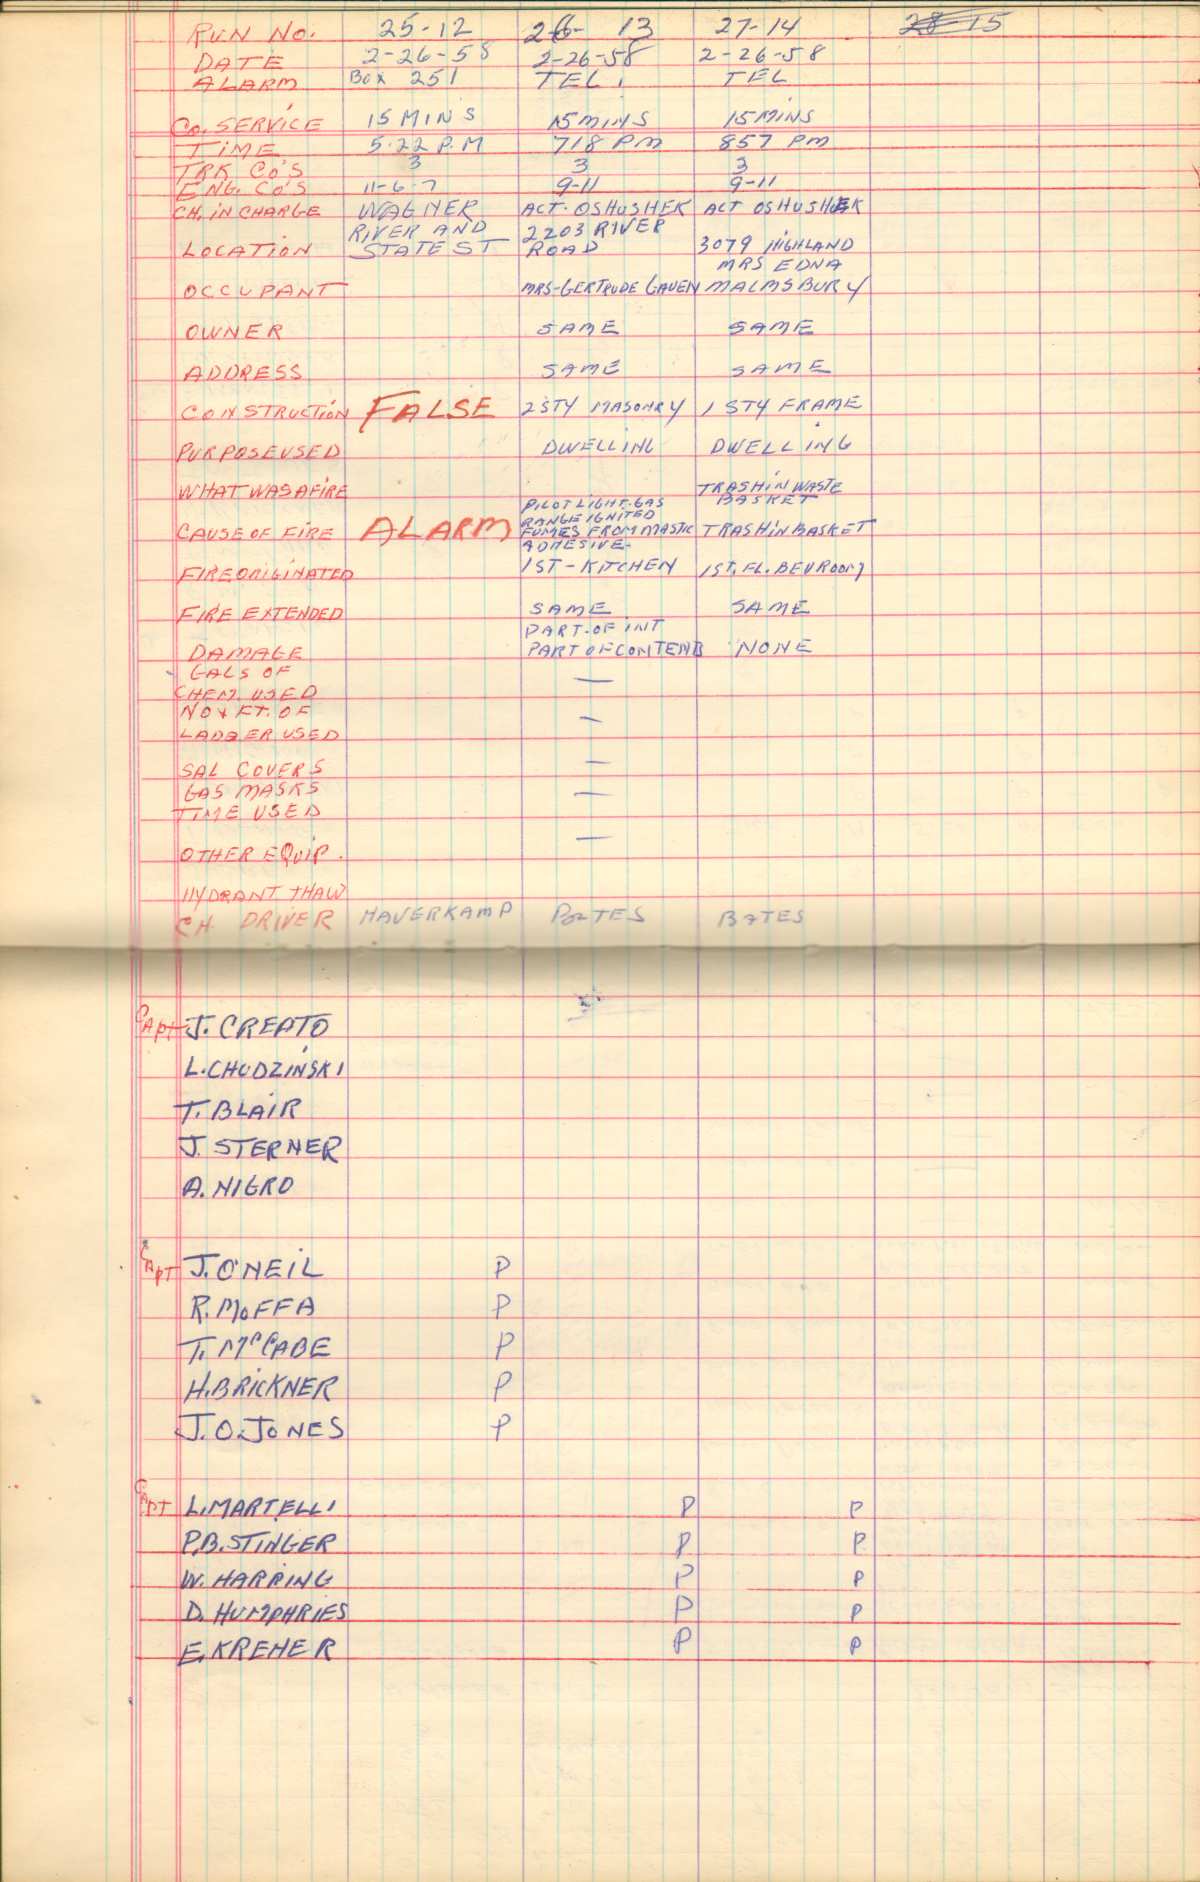 RUN NO. 25-12 26- 13 27-14 28 15
DATE 2-26-58 2-26-58 2-26-58
ALARM BOX 251 TEL. TEL
CO. SERVICE 15 MINS 15 MINS 15 MINS
TIME 5.22 P.M 718 PM 857 PM
TRK CO'S 3 3 3
ENG. CO'S 11-6-7 9-11 9-11
CH. IN CHARGE WAGNER ACT. OSHUSHEK ACT OSHUSHEK
RIVER AND 2203 RIVER
LOCATION STATE ST ROAD 3079 HIGHLAND
MRS EDNA
OCCUPANT MRS-GERTRUDE GAUEN MALMSBURY
OWNER SAME SAME
ADDRESS SAME SAME
CONSTRUCTION FALSE 2 STY MASONRY 1 STY FRAME
PURPOSE USED DWELLING DWELLING
WHAT WAS AFIRE TRASH IN WASTE
BASKET
PILOT LIGHT-GAS
RANGE IGNITED
CAUSE OF FIRE ALARM FUMES FROM MASTIC TRASH IN BASKET
ADHESIVE-
FIRE ORIGINATED 1ST-KITCHEN 1ST. FL. BEDROOM
FIRE EXTENDED SAME SAME
PART. OF INT
DAMAGE PART OF CONTENTS NONE
GALS OF —
CHEM. USED
NO & FT. OF —
LADDER USED
SAL COVERS —
GAS MASKS —
TIME USED
OTHER EQUIP. —
HYDRANT THAW
CH. DRIVER HAVERKAMP BATES BATES
CAPT J. CREATO
L. CHUDZINSKI
T. BLAIR
J. STERNER
A. NIGRO
CAPT J. O'NEIL P
R. MOFFA P
T. McCABE P
H. BRICKNER P
J. O. JONES P
CAPT L. MARTELLI P P
P. B. STINGER P P
W. HARRING P P
D. HUMPHRIES P P
E. KREHER P P